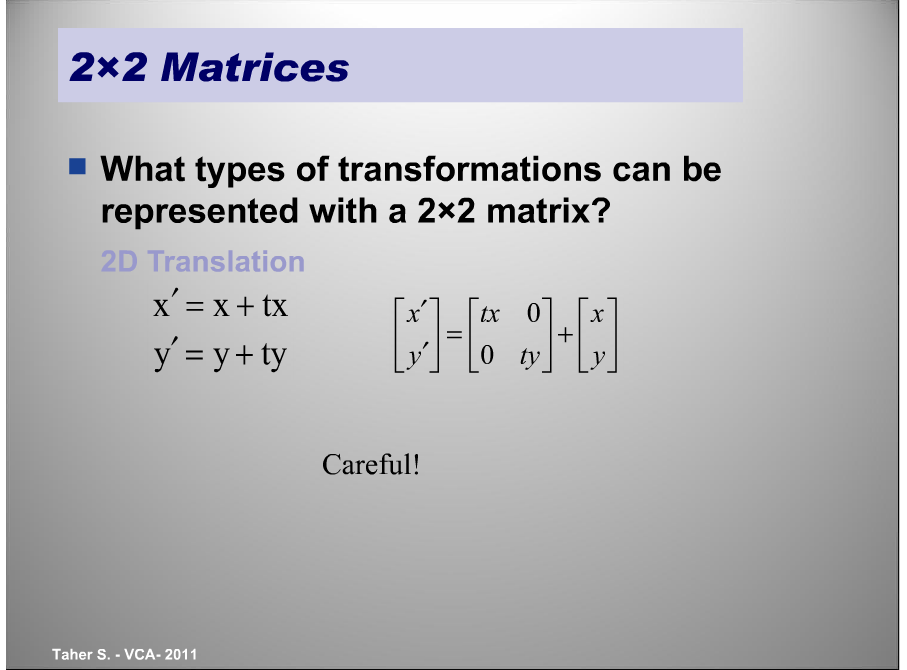 2×2 Matrices
What types of transformations can be
represented with a 2×2 matrix?
2D Translation
x′ = x + tx
y′ = y + ty
[x′ y′] = [tx 0 0 ty] + [x y]
Careful!
Taher S. - VCA- 2011